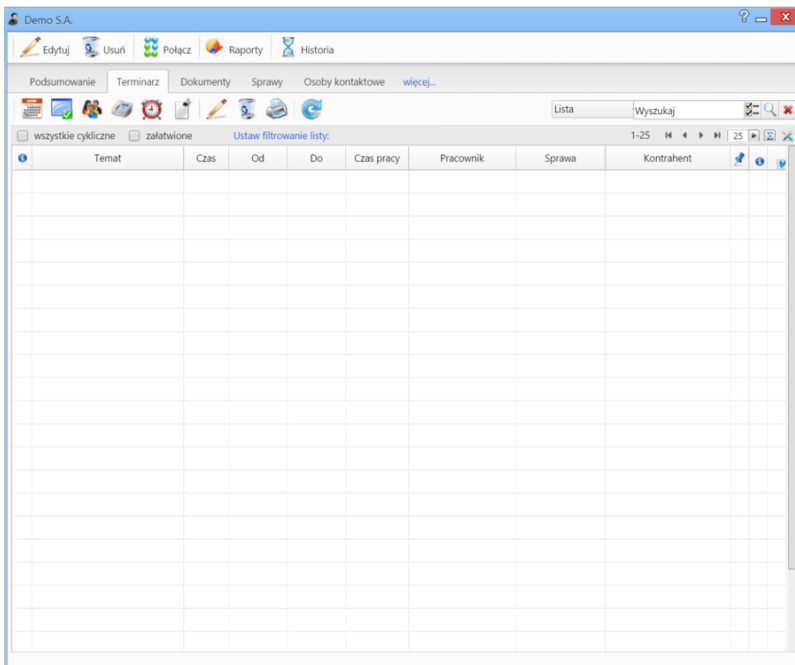 Demo S.A.
Edytuj Usuń Połącz Raporty Historia
Podsumowanie Terminarz Dokumenty Sprawy Osoby kontaktowe więcej...
Lista Wyszukaj
wszystkie cykliczne załatwione Ustaw filtrowanie listy: 1-25 25
Temat Czas Od Do Czas pracy Pracownik Sprawa Kontrahent